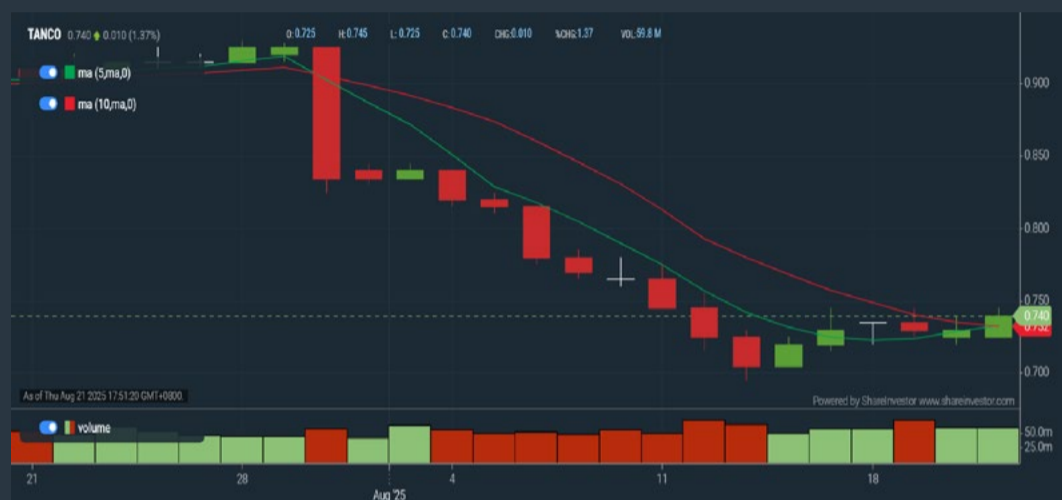 TANCO 0.740 0.010 (1.37%) O: 0.725 H: 0.745 L: 0.725 C: 0.740 CHG:0.010 %CHG:1.37 VOL:59.8 M
ma (5,ma,0)
ma (10,ma,0)
0.900
0.850
0.800
0.750
0.740
0.732
0.700
As of Thu Aug 21 2025 17:51:20 GMT+0800.
Powered by ShareInvestor www.shareinvestor.com
volume
50.0m
25.0m
21 28 4 11 18
Aug '25